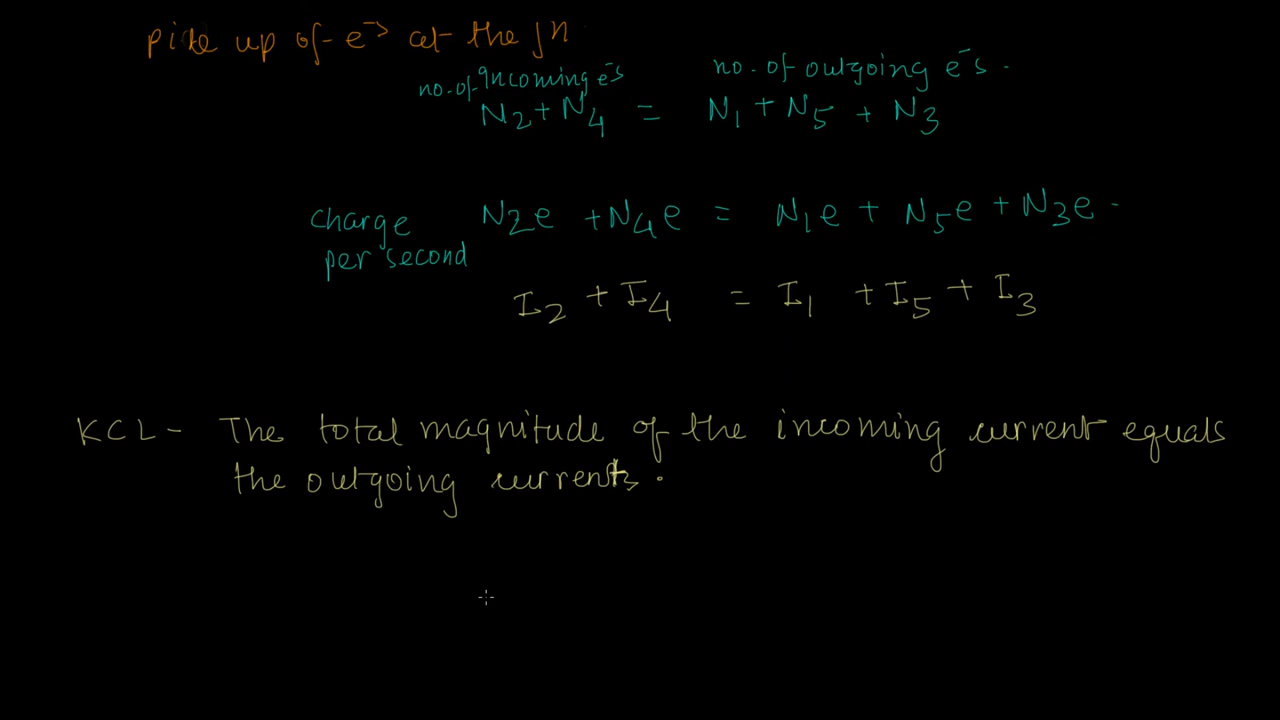 pile up of e⁻s at the jn
no. of incoming e⁻s no. of outgoing e⁻s.
N₂ + N₄ = N₁ + N₅ + N₃
charge per second N₂e + N₄e = N₁e + N₅e + N₃e.
I₂ + I₄ = I₁ + I₅ + I₃
KCL - The total magnitude of the incoming current equals
the outgoing currents.